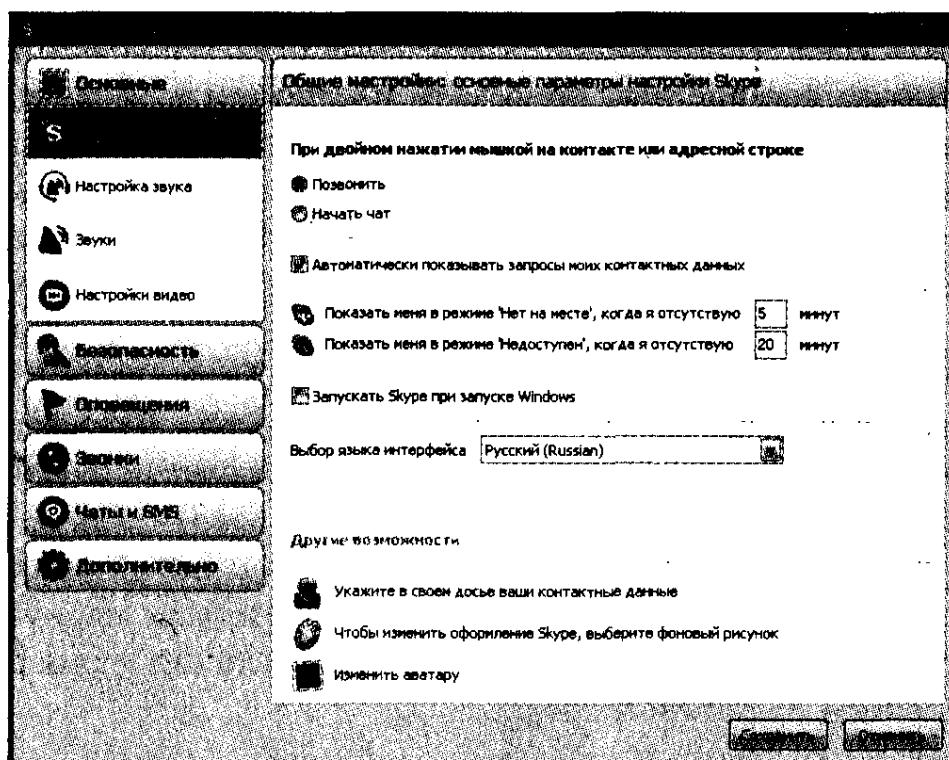 S
Основные
Общие настройки: основные параметры настройки Skype
S
При двойном нажатии мышкой на контакте или адресной строке
Позвонить
Настройка звука
Начать чат
Звуки
Автоматически показывать запросы моих контактных данных
Настройки видео
Показать меня в режиме 'Нет на месте', когда я отсутствую 5 минут
Показать меня в режиме 'Недоступен', когда я отсутствую 20 минут
Безопасность
Оповещения
Запускать Skype при запуске Windows
Звонки
Выбор языка интерфейса Русский (Russian)
Чаты и SMS
Другие возможности
Дополнительно
Укажите в своем досье ваши контактные данные
Чтобы изменить оформление Skype, выберите фоновый рисунок
Изменить аватару